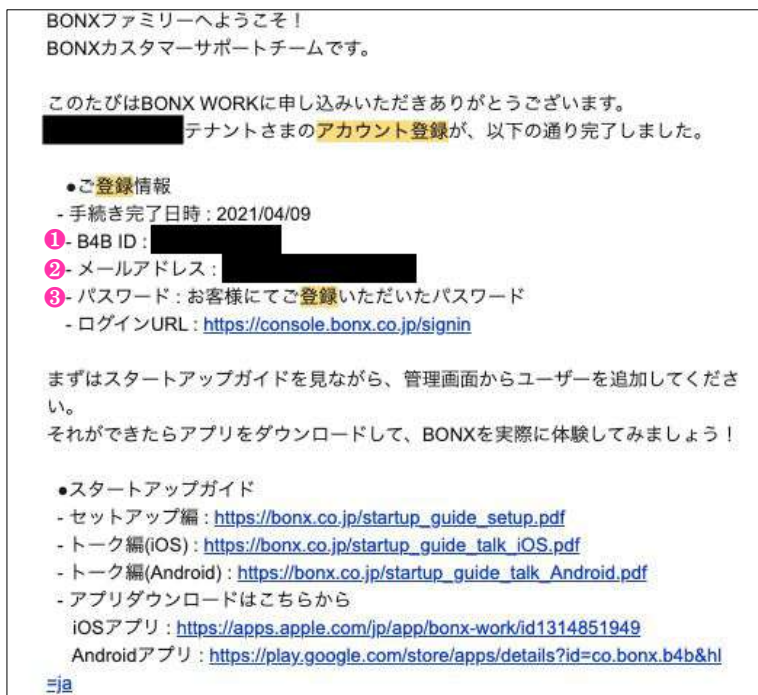 BONXファミリーへようこそ！
BONXカスタマーサポートチームです。
このたびはBONX WORKに申し込みいただきありがとうございます。
テナントさまのアカウント登録が、以下の通り完了しました。
●ご登録情報
- 手続き完了日時 : 2021/04/09
❶- B4B ID :
❷- メールアドレス :
❸- パスワード : お客様にてご登録いただいたパスワード
- ログインURL : https://console.bonx.co.jp/signin
まずはスタートアップガイドを見ながら、管理画面からユーザーを追加してくださ
い。
それができたらアプリをダウンロードして、BONXを実際に体験してみましょう！
●スタートアップガイド
- セットアップ編 : https://bonx.co.jp/startup_guide_setup.pdf
- トーク編(iOS) : https://bonx.co.jp/startup_guide_talk_iOS.pdf
- トーク編(Android) : https://bonx.co.jp/startup_guide_talk_Android.pdf
- アプリダウンロードはこちらから
iOSアプリ : https://apps.apple.com/jp/app/bonx-work/id1314851949
Androidアプリ : https://play.google.com/store/apps/details?id=co.bonx.b4b&hl
=ja